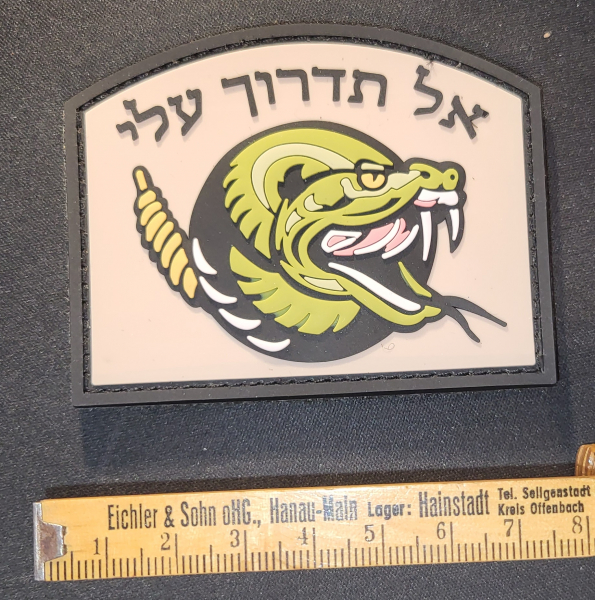 אל תדרוך עלי
Eichler & Sohn oHG., Hanau-Main Lager: Hainstadt Tel. Seligenstadt
Kreis Offenbach
1 2 3 4 5 6 7 8